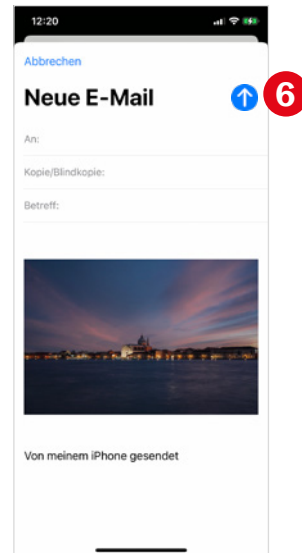 12:20
Abbrechen
Neue E-Mail
6
An:
Kopie/Blindkopie:
Betreff:
Von meinem iPhone gesendet